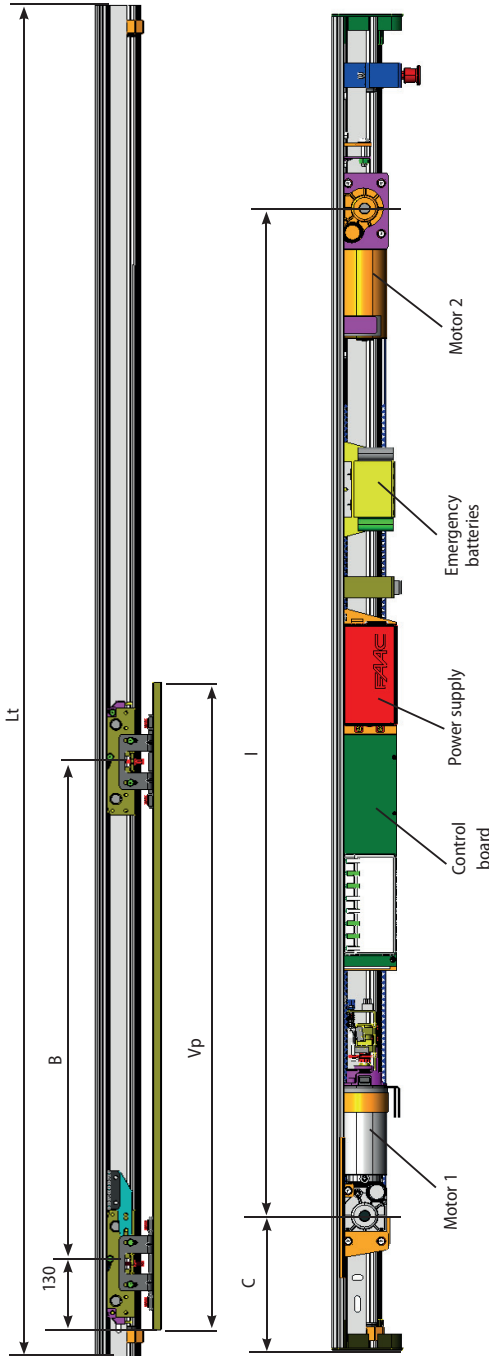 Lt
B
130
Vp
I
C
Motor 1
Control
board
Power supply
FAAC
Emergency
batteries
Motor 2